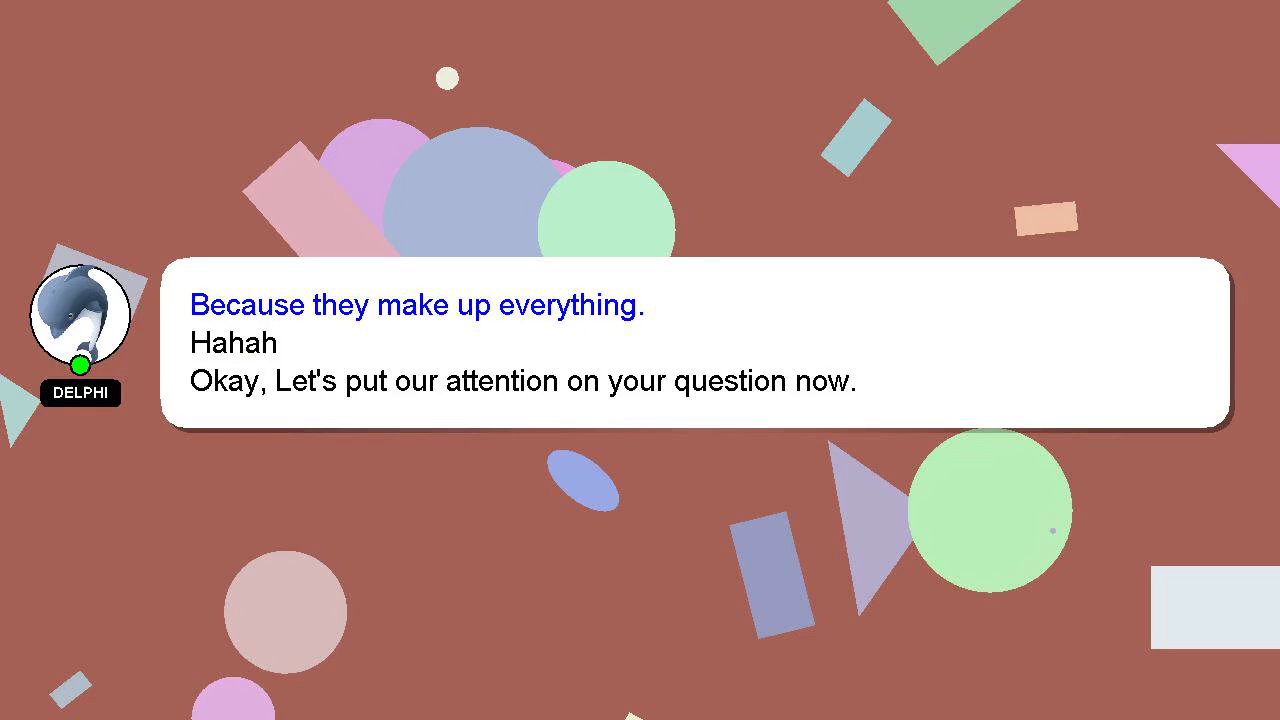 Because they make up everything.
Hahah
Okay, Let's put our attention on your question now.
DELPHI